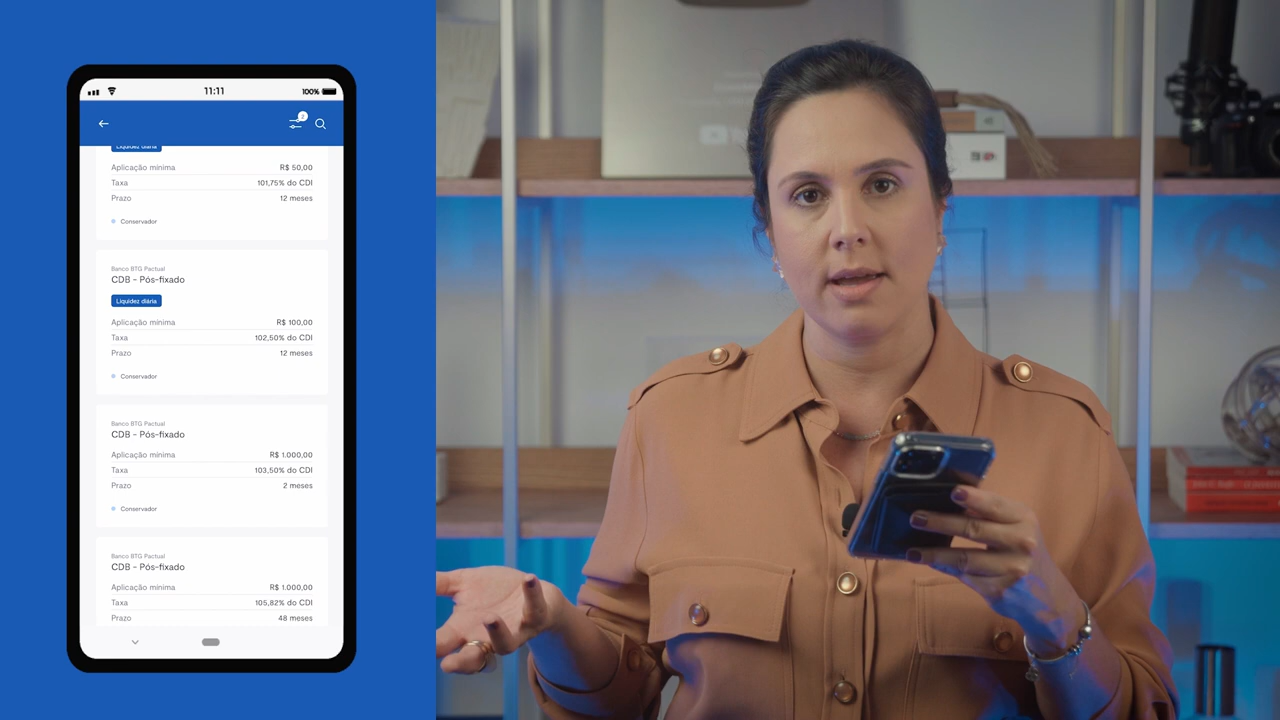 11:11
100%
2
Liquidez diária
Aplicação mínima R$ 50,00
Taxa 101,75% do CDI
Prazo 12 meses
Conservador
Banco BTG Pactual
CDB - Pós-fixado
Liquidez diária
Aplicação mínima R$ 100,00
Taxa 102,50% do CDI
Prazo 12 meses
Conservador
Banco BTG Pactual
CDB - Pós-fixado
Aplicação mínima R$ 1.000,00
Taxa 103,50% do CDI
Prazo 2 meses
Conservador
Banco BTG Pactual
CDB - Pós-fixado
Aplicação mínima R$ 1.000,00
Taxa 105,82% do CDI
Prazo 48 meses